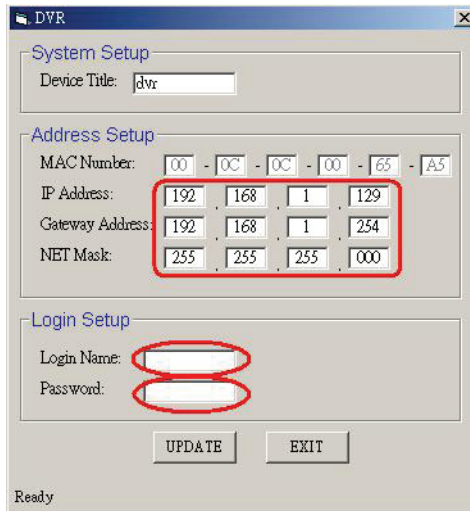 DVR
System Setup
Device Title: dvr
Address Setup
MAC Number: 00 - 0C - 0C - 00 - 65 - A5
IP Address: 192 . 168 . 1 . 129
Gateway Address: 192 . 168 . 1 . 254
NET Mask: 255 . 255 . 255 . 000
Login Setup
Login Name:
Password:
UPDATE EXIT
Ready